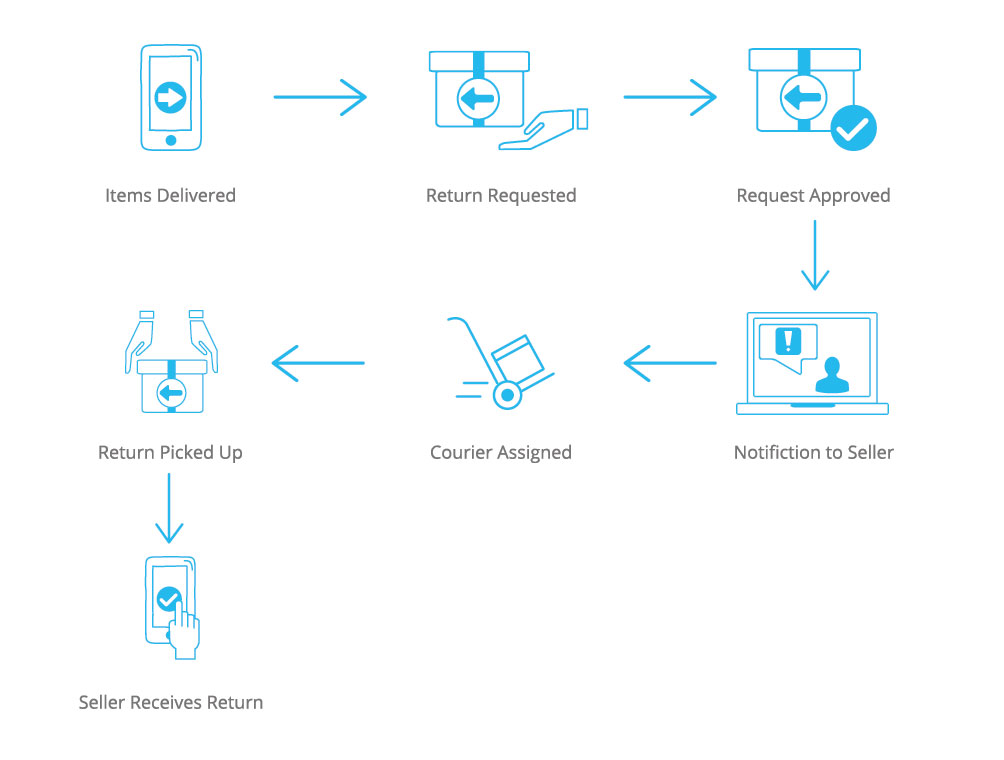 Items Delivered
Return Requested
Request Approved
Notifiction to Seller
Courier Assigned
Return Picked Up
Seller Receives Return